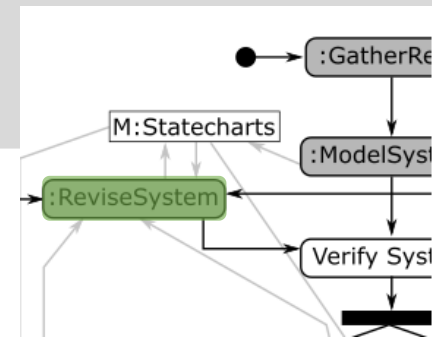 :GatherRe
M:Statecharts
:ModelSyst
:ReviseSystem
Verify Syst